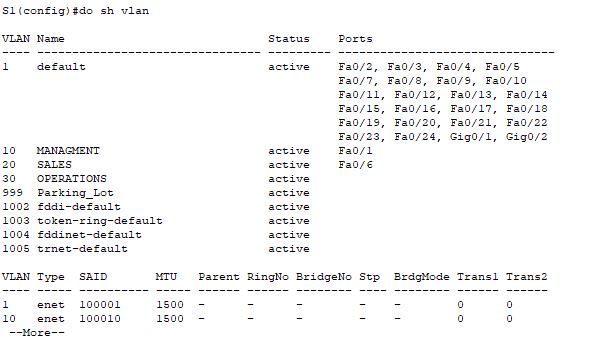 S1(config)#do sh vlan
VLAN Name                             Status    Ports
---- -------------------------------- --------- -------------------------------
1    default                          active    Fa0/2, Fa0/3, Fa0/4, Fa0/5
                                                Fa0/7, Fa0/8, Fa0/9, Fa0/10
                                                Fa0/11, Fa0/12, Fa0/13, Fa0/14
                                                Fa0/15, Fa0/16, Fa0/17, Fa0/18
                                                Fa0/19, Fa0/20, Fa0/21, Fa0/22
                                                Fa0/23, Fa0/24, Gig0/1, Gig0/2
10   MANAGMENT                        active    Fa0/1
20   SALES                            active    Fa0/6
30   OPERATIONS                       active
999  Parking_Lot                      active
1002 fddi-default                     active
1003 token-ring-default               active
1004 fddinet-default                  active
1005 trnet-default                    active
VLAN Type  SAID       MTU   Parent RingNo BridgeNo Stp  BrdgMode Trans1 Trans2
---- ----- ---------- ----- ------ ------ -------- ---- -------- ------ ------
1    enet  100001     1500  -      -      -        -    -        0      0
10   enet  100010     1500  -      -      -        -    -        0      0
 --More--